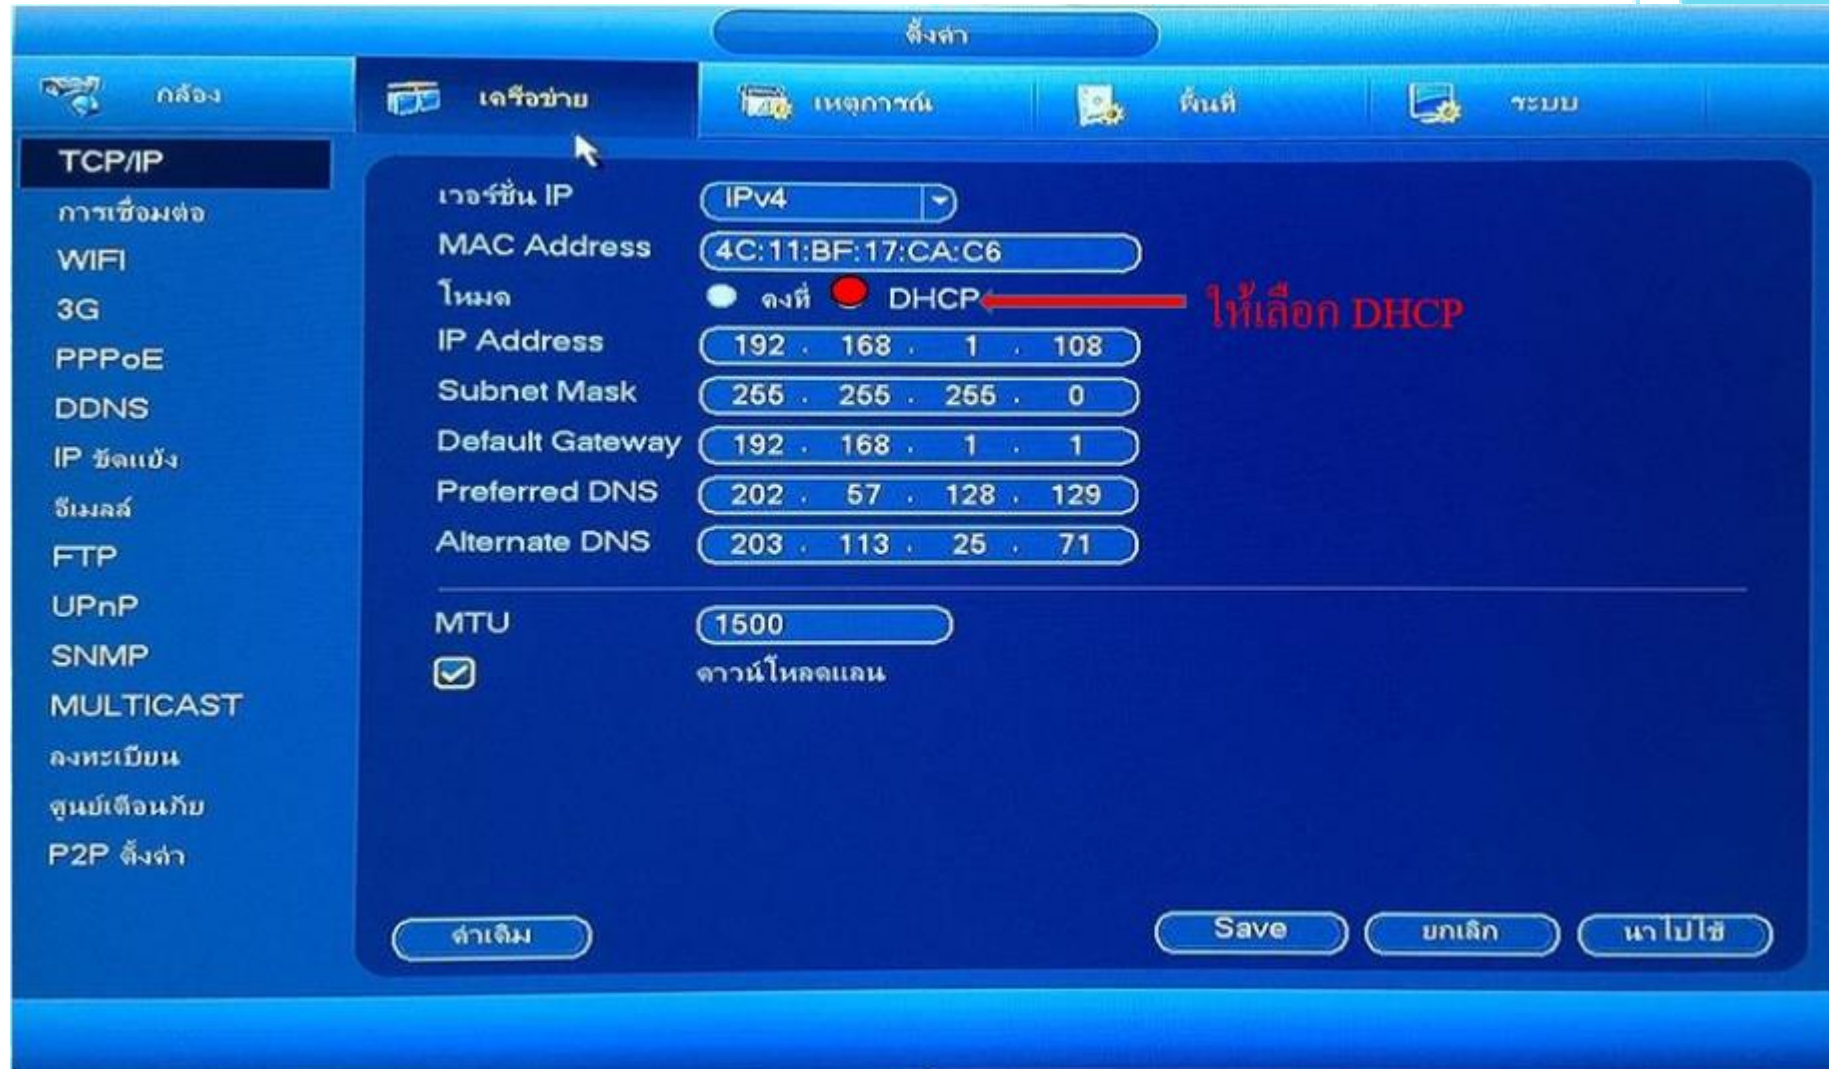 ตั้งค่า
กล้อง
เครือข่าย
เหตุการณ์
พื้นที่
ระบบ
TCP/IP
การเชื่อมต่อ
WIFI
3G
PPPoE
DDNS
IP ขัดแย้ง
อีเมลล์
FTP
UPnP
SNMP
MULTICAST
ลงทะเบียน
ศูนย์เตือนภัย
P2P ตั้งค่า
เวอร์ชั่น IP IPv4
MAC Address 4C:11:BF:17:CA:C6
โหมด คงที่ DHCP ให้เลือก DHCP
IP Address 192 . 168 . 1 . 108
Subnet Mask 255 . 255 . 255 . 0
Default Gateway 192 . 168 . 1 . 1
Preferred DNS 202 . 57 . 128 . 129
Alternate DNS 203 . 113 . 25 . 71
MTU 1500
ดาวน์โหลดแลน
ค่าเดิม
Save
ยกเลิก
นาไปใช้